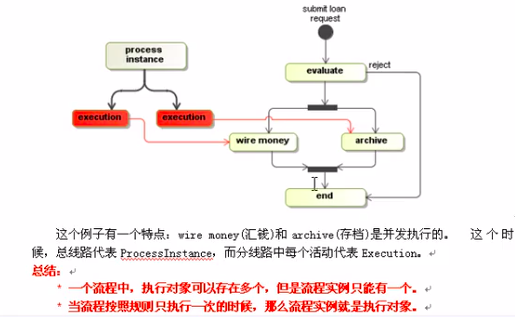 submit loan
request
process
instance
evaluate
reject
execution
execution
wire money
archive
end
这个例子有一个特点：wire money(汇钱)和 archive(存档)是并发执行的。 这 个 时
候，总线路代表 ProcessInstance，而分线路中每个活动代表 Execution。
总结：
* 一个流程中，执行对象可以存在多个，但是流程实例只能有一个。
* 当流程按照规则只执行一次的时候，那么流程实例就是执行对象。